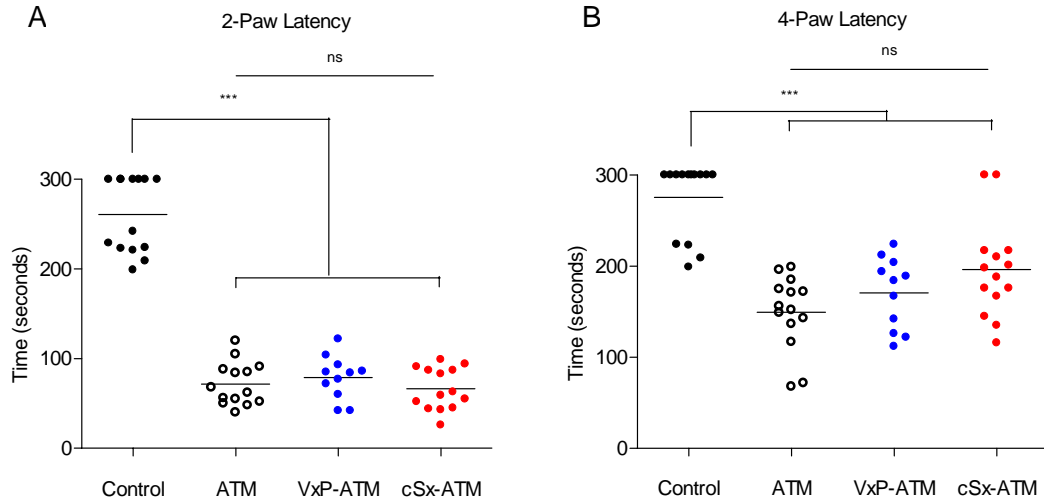 A
2-Paw Latency
ns
***
300
200
100
0
Time (seconds)
Control ATM VxP-ATM cSx-ATM
B
4-Paw Latency
ns
***
300
200
100
0
Time (seconds)
Control ATM VxP-ATM cSx-ATM